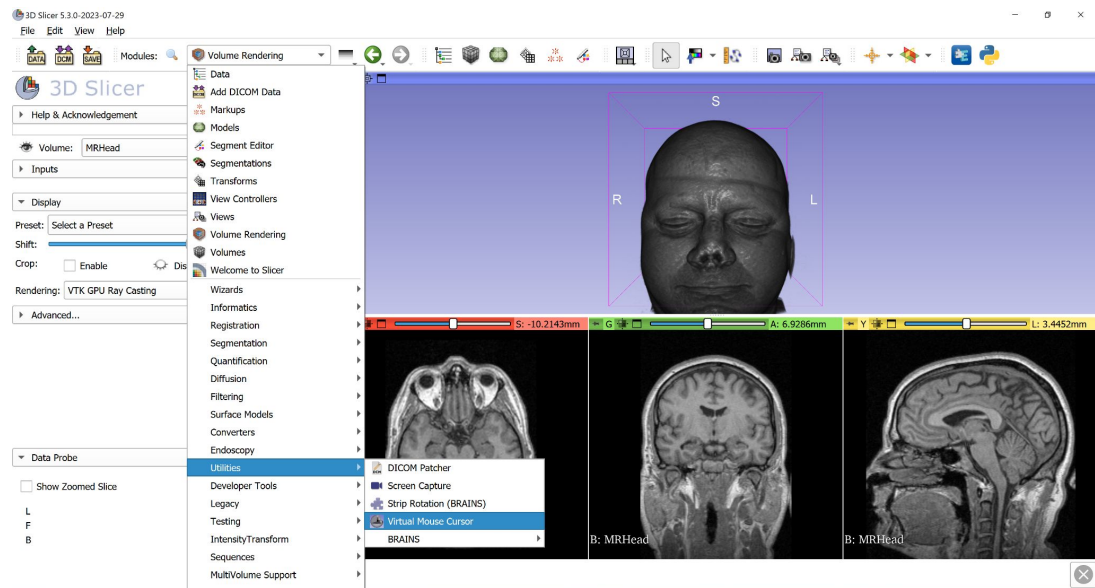 3D Slicer 5.3.0-2023-07-29
File Edit View Help
DATA DCM SAVE Modules: Volume Rendering
3D Slicer
Help & Acknowledgement
Volume: MRHead
Inputs
Display
Preset: Select a Preset
Shift:
Crop: Enable Dis
Rendering: VTK GPU Ray Casting
Advanced...
Data Probe
Show Zoomed Slice
L
F
B
Data
Add DICOM Data
Markups
Models
Segment Editor
Segmentations
Transforms
View Controllers
Views
Volume Rendering
Volumes
Welcome to Slicer
Wizards
Informatics
Registration
Segmentation
Quantification
Diffusion
Filtering
Surface Models
Converters
Endoscopy
Utilities
Developer Tools
Legacy
Testing
IntensityTransform
Sequences
MultiVolume Support
DICOM Patcher
Screen Capture
Strip Rotation (BRAINS)
Virtual Mouse Cursor
BRAINS
S
R L
S: -10.2143mm
G A: 6.9286mm
Y L: 3.4452mm
B: MRHead
B: MRHead